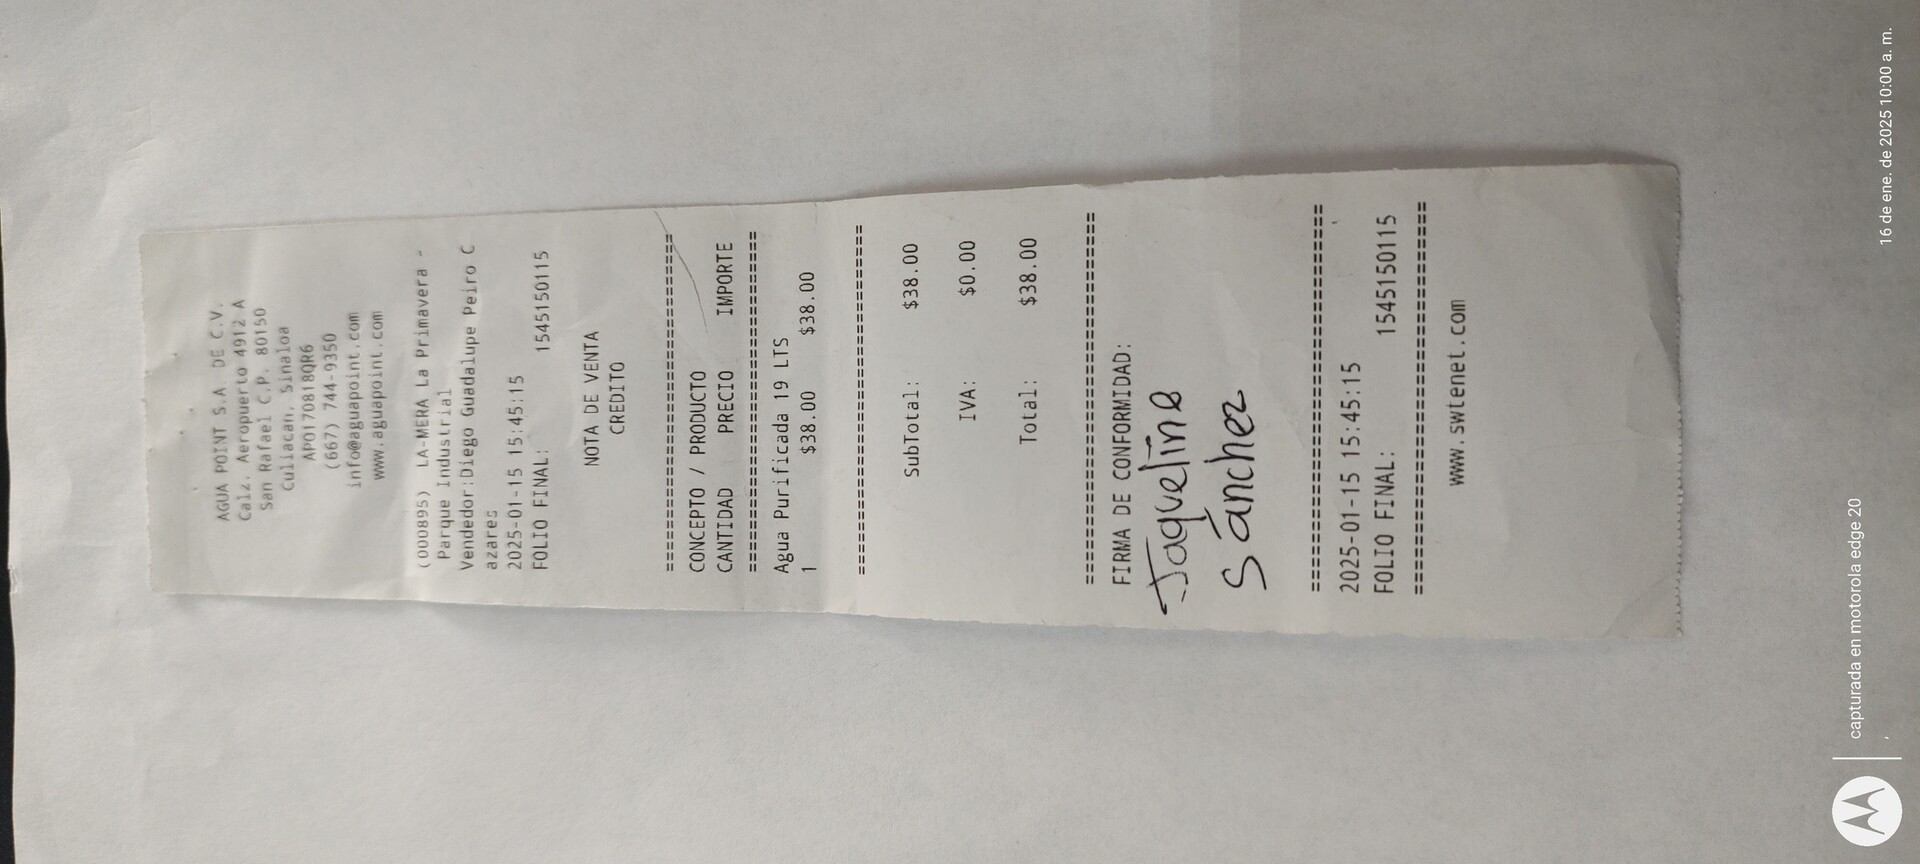 AGUA POINT S.A. DE C.V.
Calz. Aeropuerto 4912 A
San Rafael C.P. 80150
Culiacan, Sinaloa
APO170818QR6
(667) 744-9350
info@aguapoint.com
www.aguapoint.com
(000895) LA-MERA La Primavera -
Parque Industrial
Vendedor:Diego Guadalupe Peiro C
azares
2025-01-15 15:45:15
FOLIO FINAL: 1545150115
NOTA DE VENTA
CREDITO
================================
CONCEPTO / PRODUCTO
CANTIDAD PRECIO IMPORTE
================================
Agua Purificada 19 LTS
1 $38.00 $38.00
================================
SubTotal: $38.00
IVA: $0.00
Total: $38.00
================================
FIRMA DE CONFORMIDAD:
Jaqueline
Sánchez
================================
2025-01-15 15:45:15
FOLIO FINAL: 1545150115
================================
www.swtenet.com
capturada en motorola edge 20
16 de ene. de 2025 10:00 a. m.